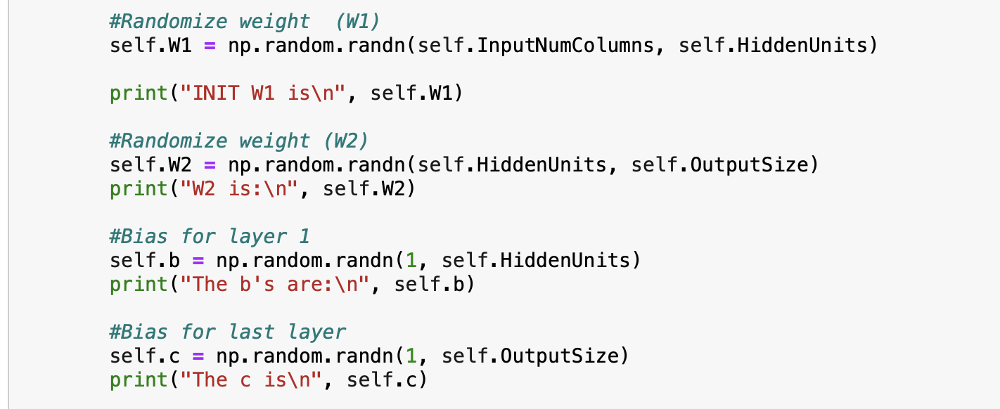 #Randomize weight  (W1)
self.W1 = np.random.randn(self.InputNumColumns, self.HiddenUnits)
print("INIT W1 is\n", self.W1)
#Randomize weight (W2)
self.W2 = np.random.randn(self.HiddenUnits, self.OutputSize)
print("W2 is:\n", self.W2)
#Bias for layer 1
self.b = np.random.randn(1, self.HiddenUnits)
print("The b's are:\n", self.b)
#Bias for last layer
self.c = np.random.randn(1, self.OutputSize)
print("The c is\n", self.c)